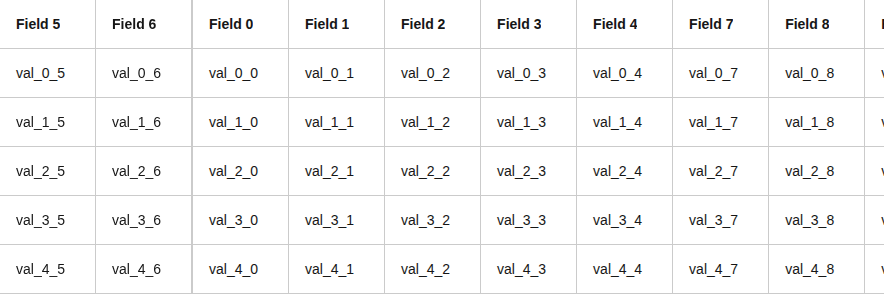 Field 5 Field 6 Field 0 Field 1 Field 2 Field 3 Field 4 Field 7 Field 8
val_0_5 val_0_6 val_0_0 val_0_1 val_0_2 val_0_3 val_0_4 val_0_7 val_0_8
val_1_5 val_1_6 val_1_0 val_1_1 val_1_2 val_1_3 val_1_4 val_1_7 val_1_8
val_2_5 val_2_6 val_2_0 val_2_1 val_2_2 val_2_3 val_2_4 val_2_7 val_2_8
val_3_5 val_3_6 val_3_0 val_3_1 val_3_2 val_3_3 val_3_4 val_3_7 val_3_8
val_4_5 val_4_6 val_4_0 val_4_1 val_4_2 val_4_3 val_4_4 val_4_7 val_4_8